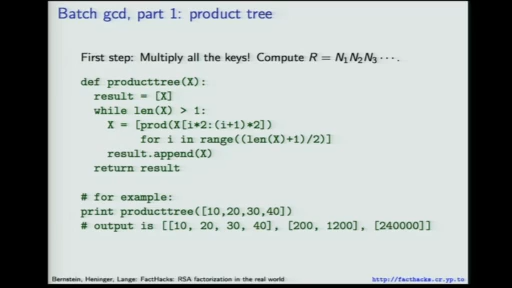 Batch gcd, part 1: product tree
First step: Multiply all the keys! Compute R = N₁N₂N₃ ⋯.
def producttree(X):
result = [X]
while len(X) > 1:
X = [prod(X[i*2:(i+1)*2])
for i in range((len(X)+1)/2)]
result.append(X)
return result
# for example:
print producttree([10,20,30,40])
# output is [[10, 20, 30, 40], [200, 1200], [240000]]
Bernstein, Heninger, Lange: FactHacks: RSA factorization in the real world
http://facthacks.cr.yp.to